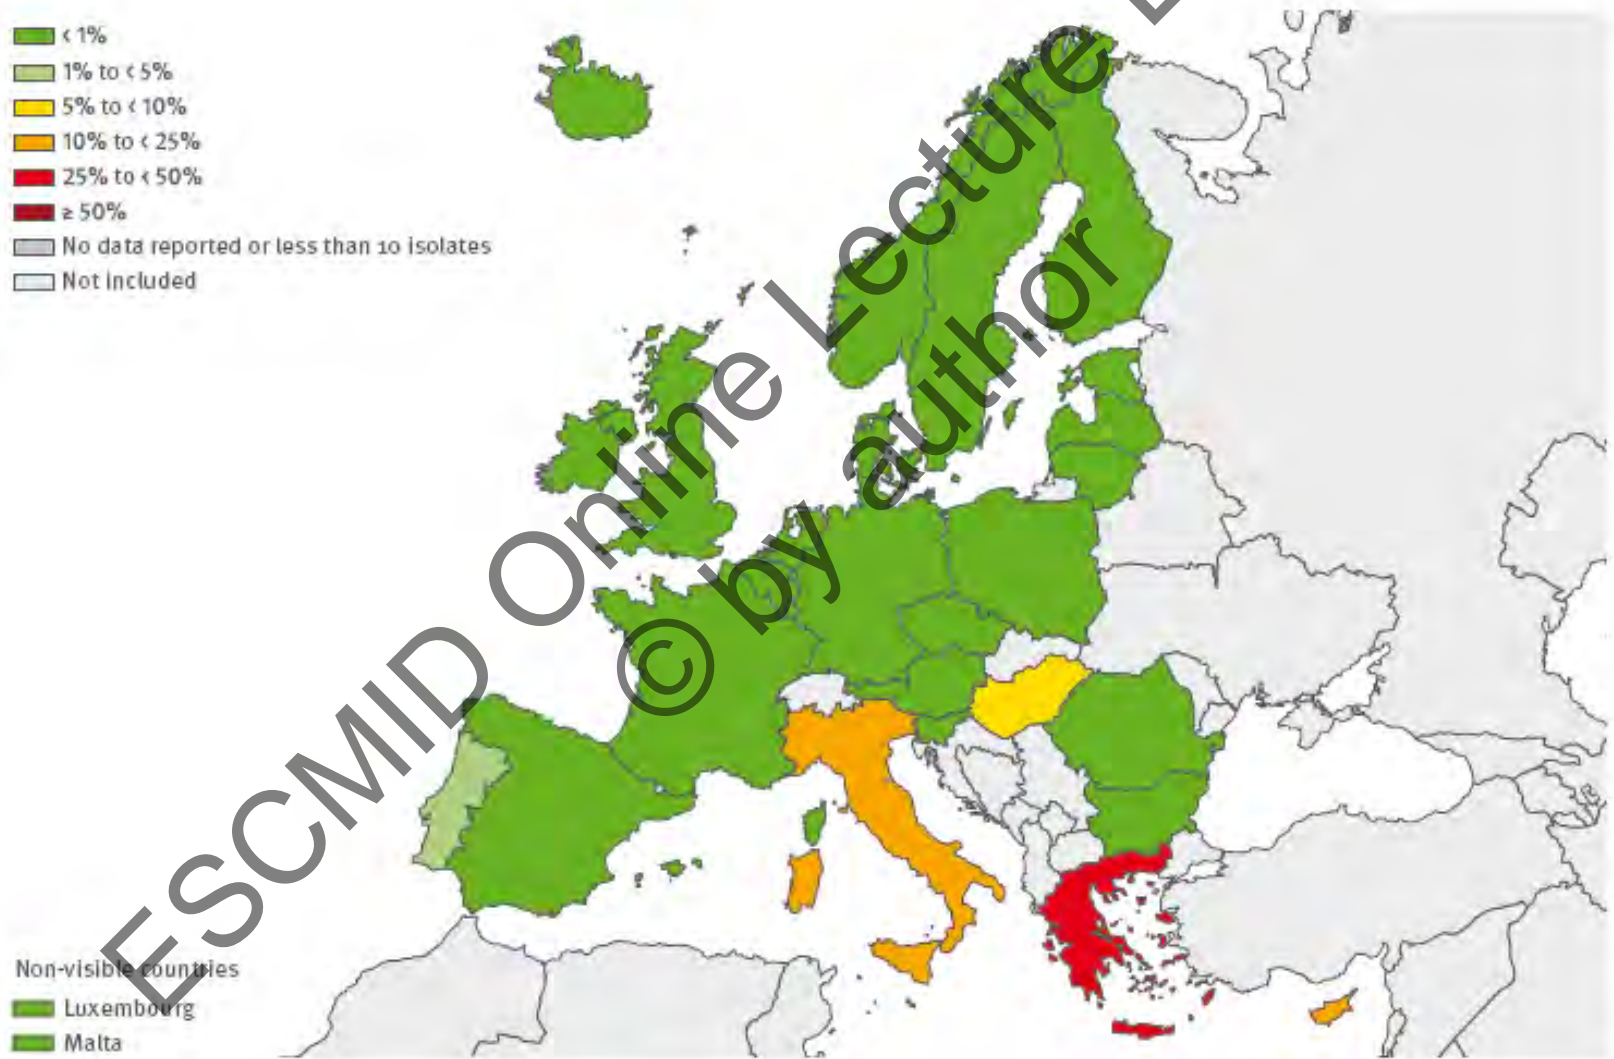 < 1%
1% to < 5%
5% to < 10%
10% to < 25%
25% to < 50%
≥ 50%
No data reported or less than 10 isolates
Not included
ESCMID Online Lecture
© by author
Non-visible countries
Luxembourg
Malta